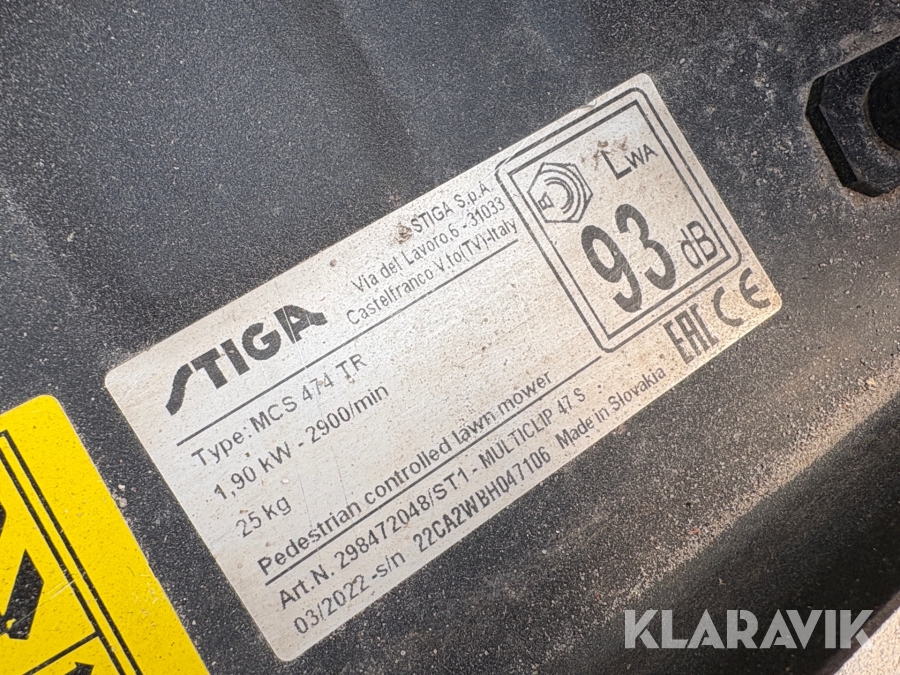 STIGA
STIGA S.p.A.
Via del Lavoro,6 - 31033
Castelfranco V.to(TV)-Italy
Type: MCS 474 TR
1,90 kW - 2900/min
25 kg
LWA
93 dB
B
EAC CE
Pedestrian controlled lawn mower
Art.N. 298472048/ST1 - MULTICLIP 47 S
03/2022 -s/n 22CA2WBH047106 Made in Slovakia
KLARAVIK